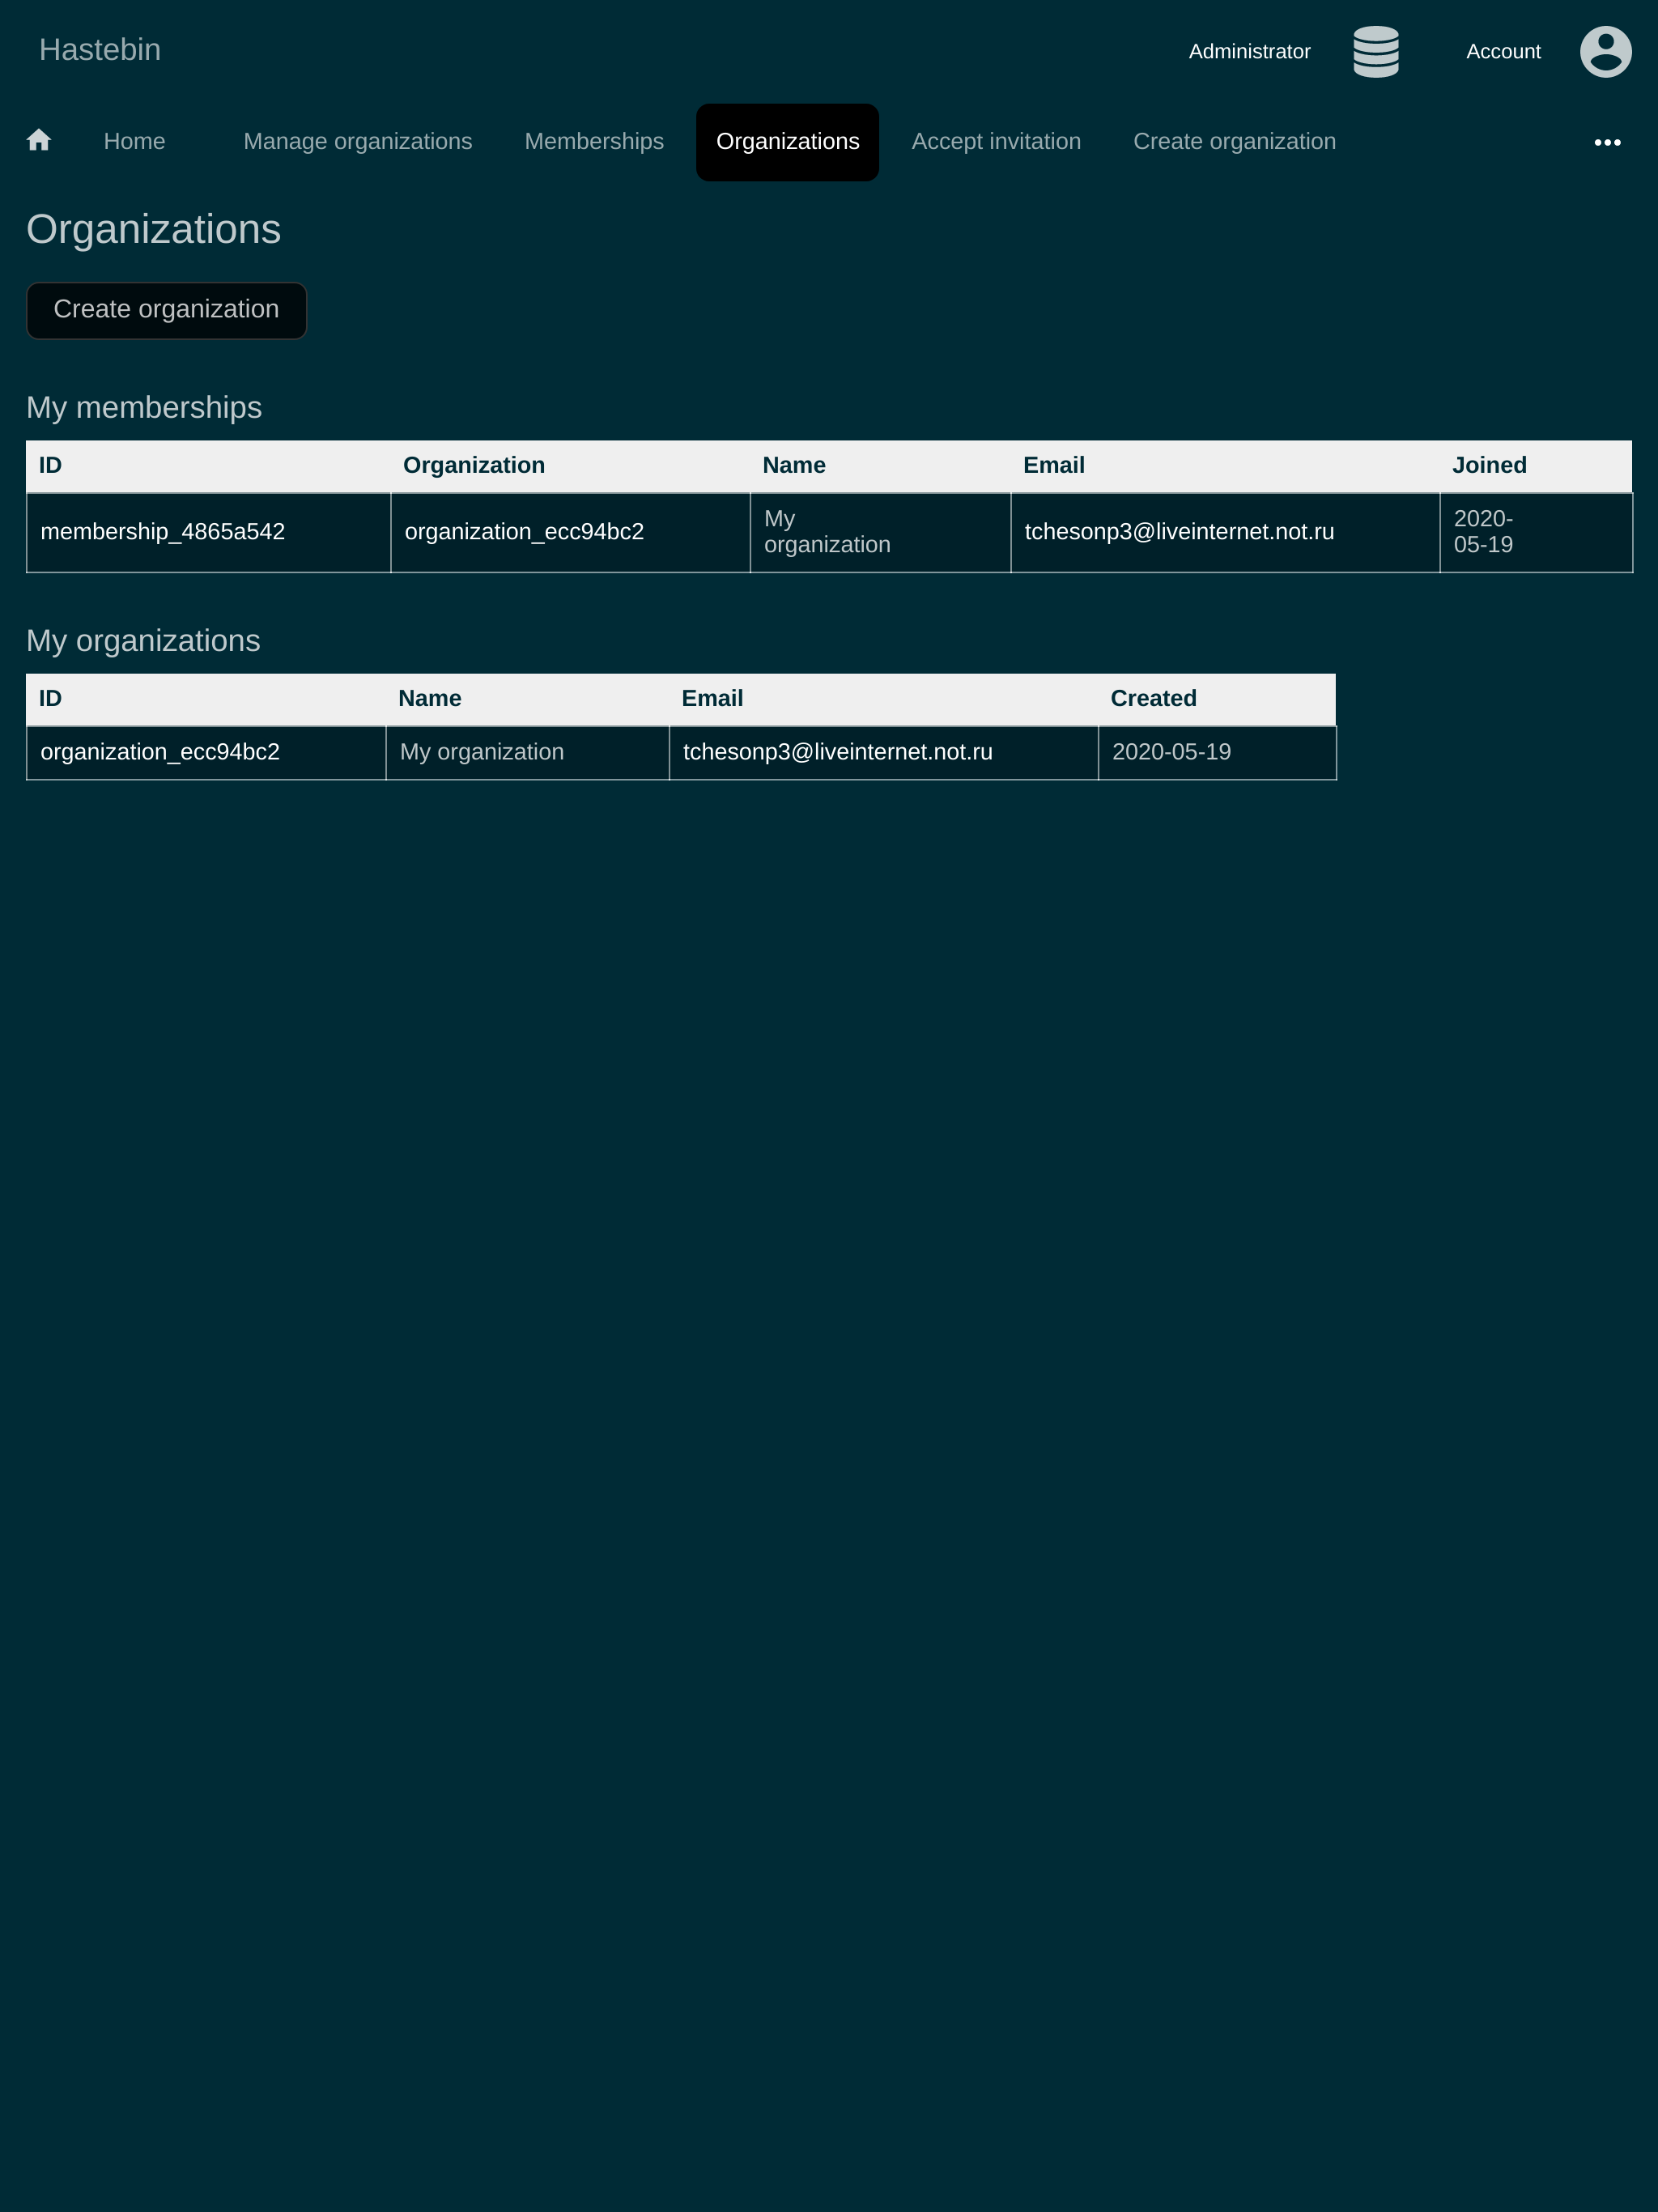 Hastebin
Administrator
Account
Home
Manage organizations
Memberships
Organizations
Accept invitation
Create organization
Organizations
Create organization
My memberships
ID Organization Name Email Joined
membership_4865a542 organization_ecc94bc2 My organization tchesonp3@liveinternet.not.ru 2020-05-19
My organizations
ID Name Email Created
organization_ecc94bc2 My organization tchesonp3@liveinternet.not.ru 2020-05-19